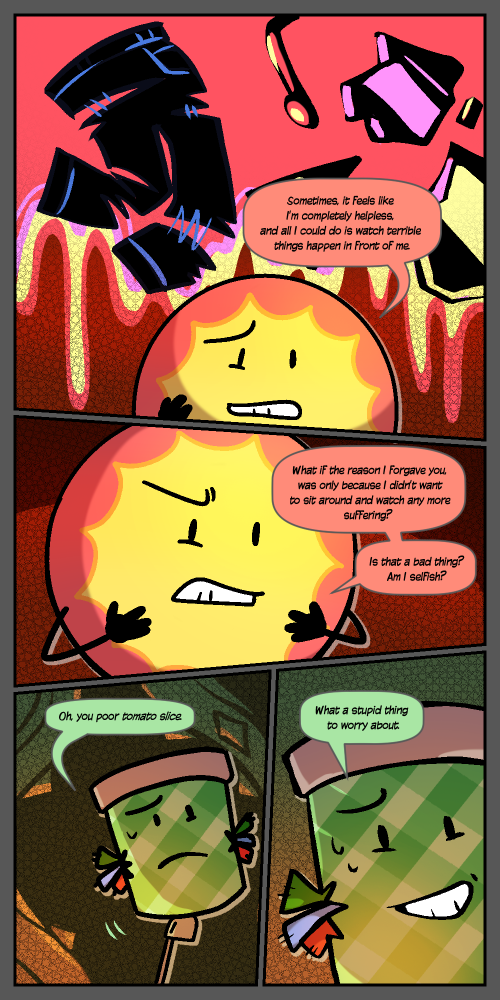 Sometimes, it feels like
I'm completely helpless,
and all I could do is watch terrible
things happen in front of me.
What if the reason I forgave you,
was only because I didn't want
to sit around and watch any more
suffering?
Is that a bad thing?
Am I selfish?
Oh, you poor tomato slice.
What a stupid thing
to worry about.